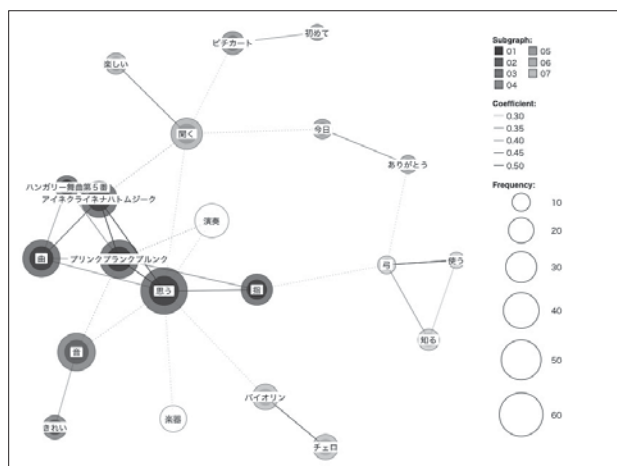 初めて
ピチカート
楽しい
聞く
今日
ありがとう
ハンガリー舞曲第5番
アイネクライネナハトムジーク
演奏
曲
プリンクプランクプルンク
弓
使う
思う
知る
音
バイオリン
楽器
きれい
チェロ
Subgraph:
01 05
02 06
03 07
04
Coefficient:
0.30
0.35
0.40
0.45
0.50
Frequency:
10
20
30
40
50
60